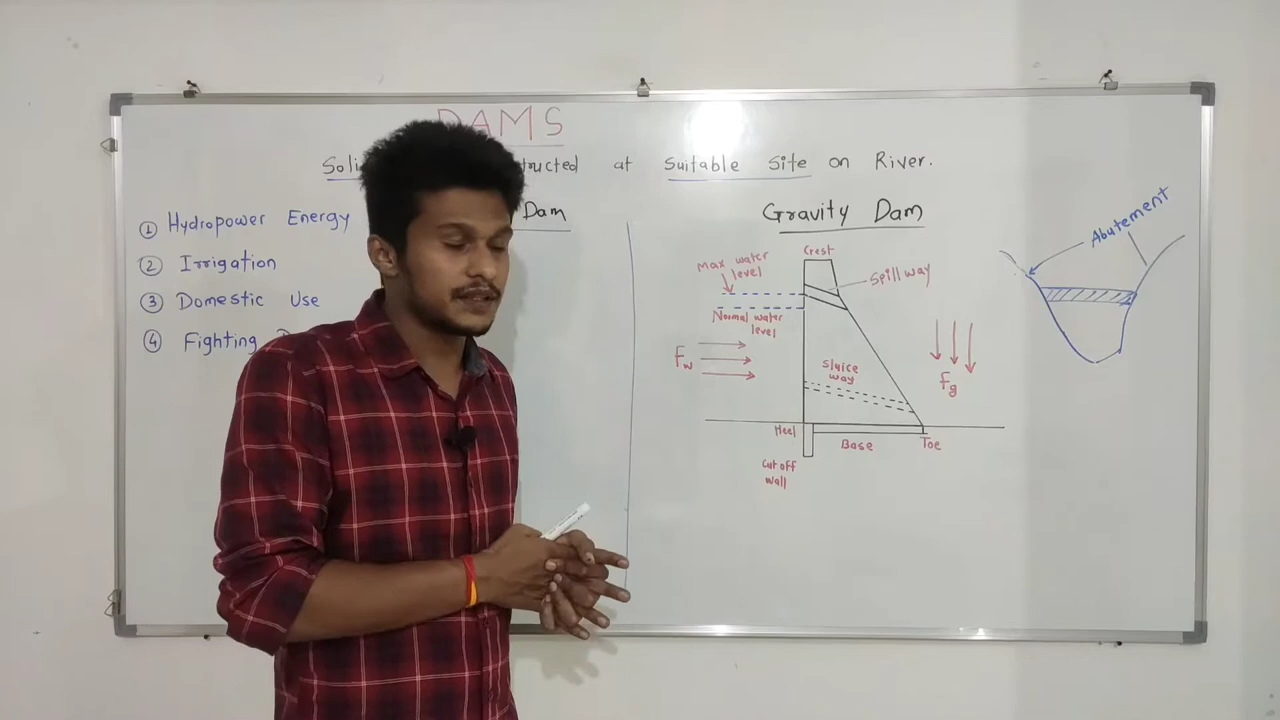 DAMS
Soli tructed at Suitable Site on River.
① Hydropower Energy
② Irrigation
③ Domestic Use
④ Fighting
Dam
Gravity Dam
Crest
Max water
level
Spill way
Normal water
level
Fw
Sluice
way
Fg
Heel
Base
Toe
Cut off
wall
Abutement